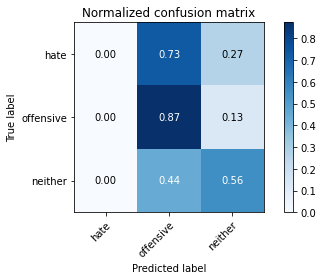 Normalized confusion matrix
True label
hate
offensive
neither
0.00 0.73 0.27
0.00 0.87 0.13
0.00 0.44 0.56
hate
offensive
neither
Predicted label
0.8
0.7
0.6
0.5
0.4
0.3
0.2
0.1
0.0